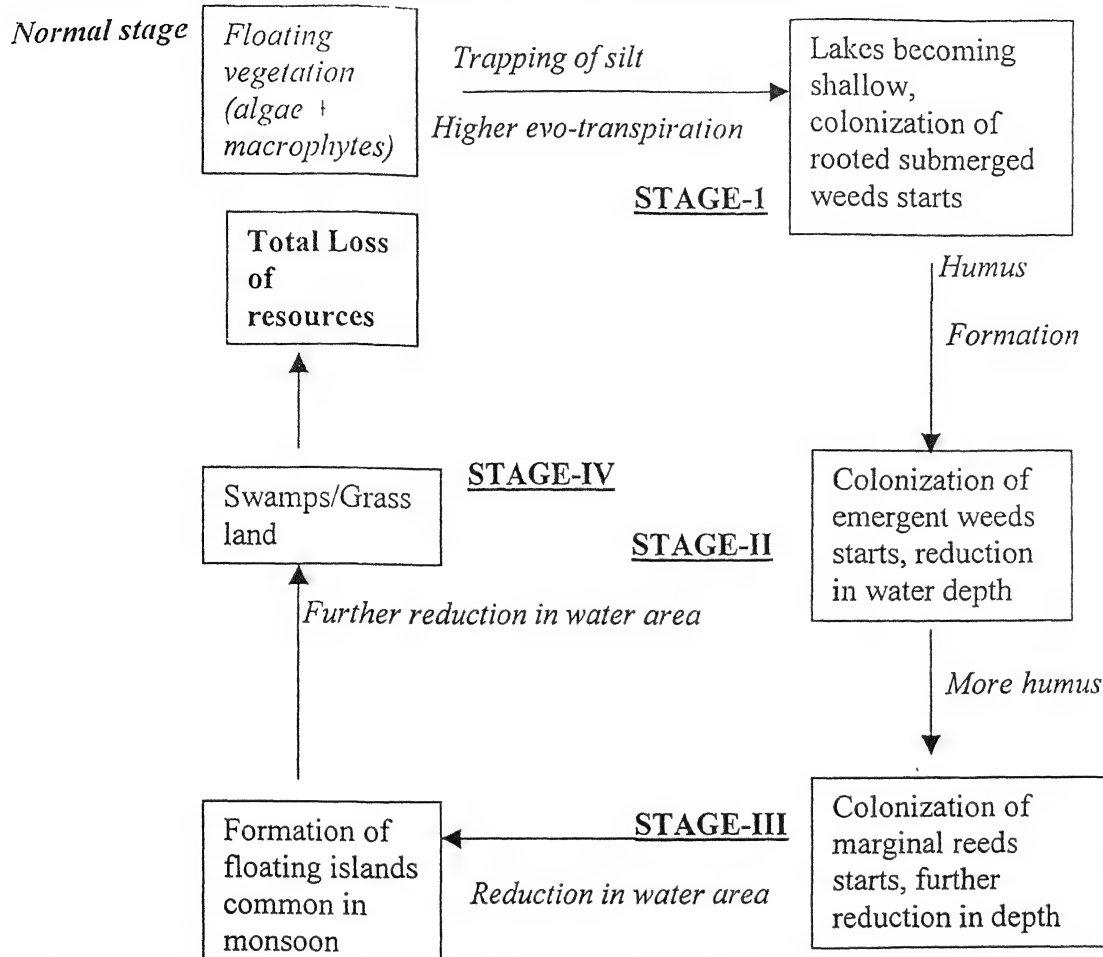 Normal stage
Floating
vegetation
(algae +
macrophytes)
Trapping of silt
Higher evo-transpiration
Lakes becoming
shallow,
colonization of
rooted submerged
weeds starts
STAGE-1
Humus
Formation
Colonization of
emergent weeds
starts, reduction
in water depth
STAGE-II
More humus
Colonization of
marginal reeds
starts, further
reduction in depth
STAGE-III
Reduction in water area
Formation of
floating islands
common in
monsoon
Further reduction in water area
Swamps/Grass
land
STAGE-IV
Total Loss
of
resources